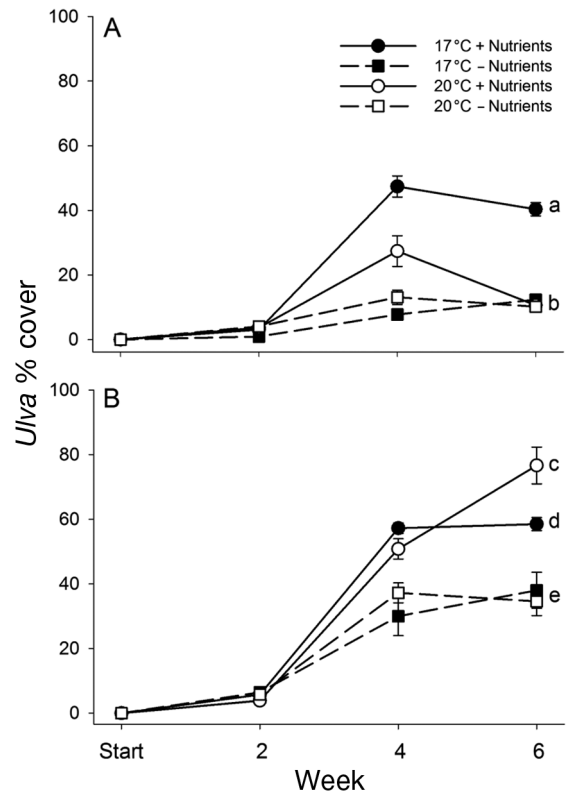 A
100
80
60
40
20
0
17°C + Nutrients
17°C – Nutrients
20°C + Nutrients
20°C – Nutrients
a
b
Ulva % cover
B
100
80
60
40
20
0
c
d
e
Start 2 4 6
Week